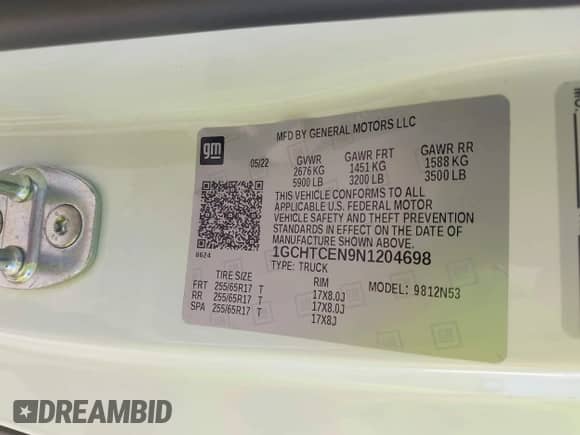 MFD BY GENERAL MOTORS LLC
gm
05/22
GVWR GAWR FRT GAWR RR
2676 KG 1451 KG 1588 KG
5900 LB 3200 LB 3500 LB
THIS VEHICLE CONFORMS TO ALL
APPLICABLE U.S. FEDERAL MOTOR
VEHICLE SAFETY AND THEFT PREVENTION
STANDARDS IN EFFECT ON THE DATE OF
MANUFACTURE SHOWN ABOVE.
8624
1GCHTCEN9N1204698
TYPE: TRUCK
TIRE SIZE RIM MODEL: 9812N53
FRT 255/65R17 T 17X8.0J
RR 255/65R17 T 17X8.0J
SPA 255/65R17 T 17X8J
DREAMBID